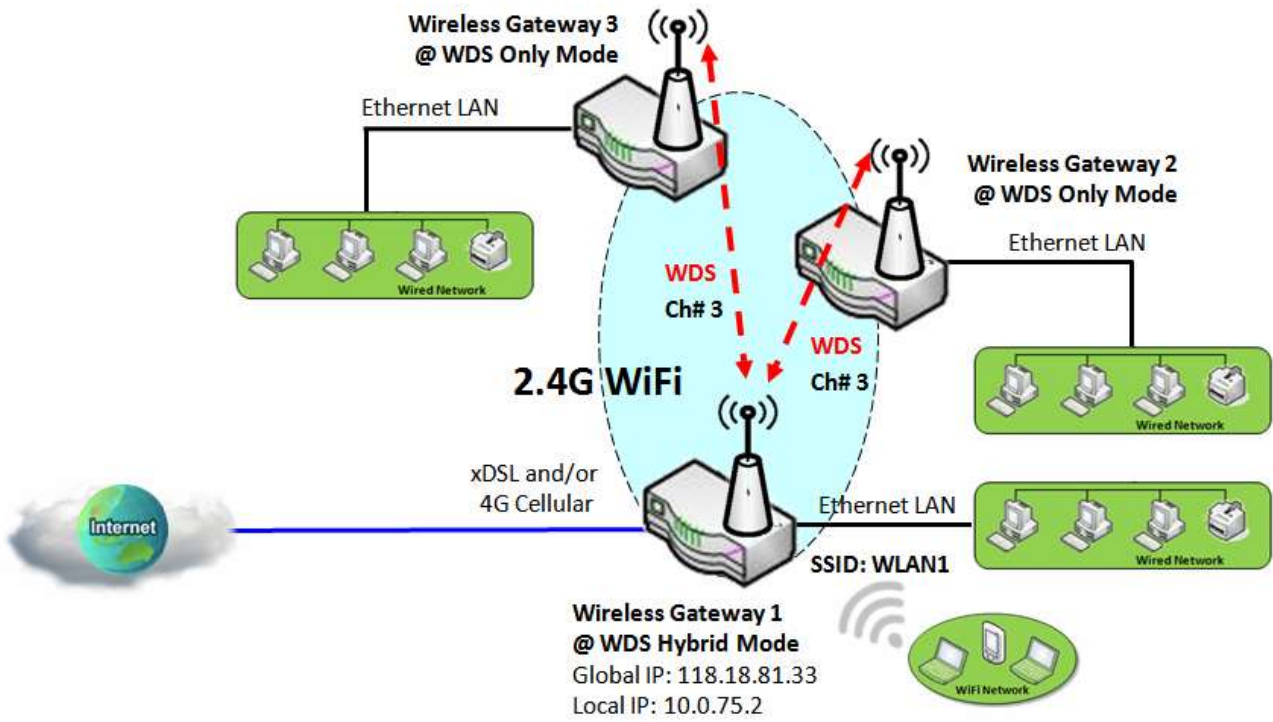 Wireless Gateway 3
@ WDS Only Mode
Ethernet LAN
Wired Network
Wireless Gateway 2
@ WDS Only Mode
Ethernet LAN
Wired Network
WDS
Ch# 3
WDS
Ch# 3
2.4G WiFi
Internet
xDSL and/or
4G Cellular
Ethernet LAN
Wired Network
SSID: WLAN1
WiFi Network
Wireless Gateway 1
@ WDS Hybrid Mode
Global IP: 118.18.81.33
Local IP: 10.0.75.2